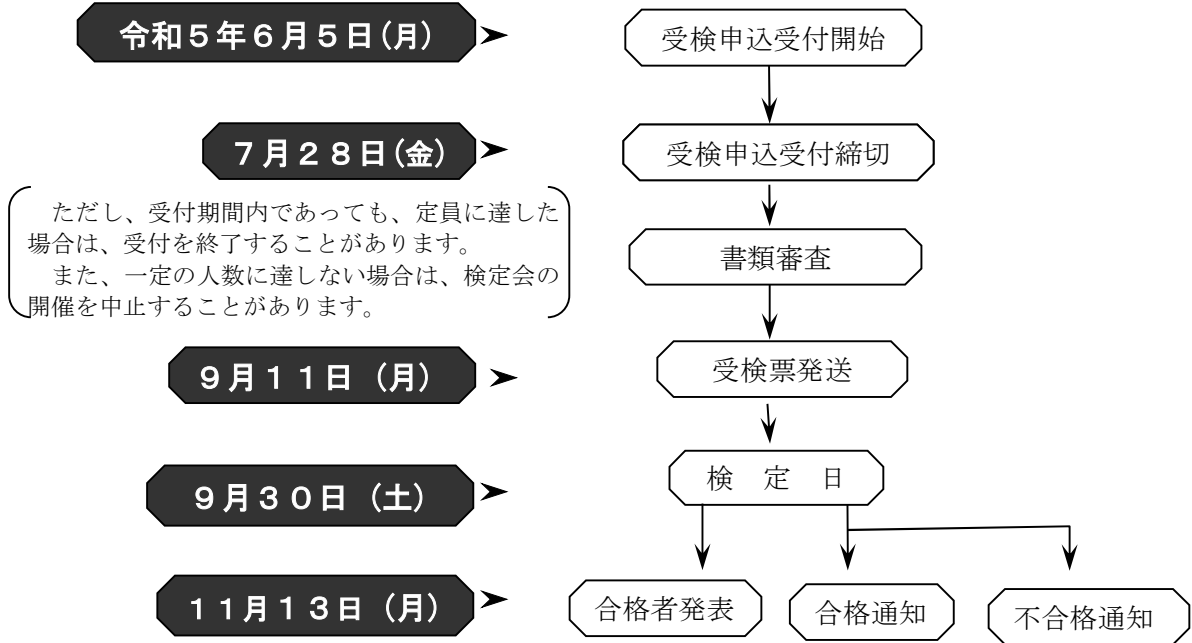 令和５年６月５日(月)
受検申込受付開始
７月２８日(金)
受検申込受付締切
ただし、受付期間内であっても、定員に達した
場合は、受付を終了することがあります。
また、一定の人数に達しない場合は、検定会の
開催を中止することがあります。
書類審査
９月１１日（月）
受検票発送
９月３０日（土）
検　定　日
１１月１３日（月）
合格者発表
合格通知
不合格通知